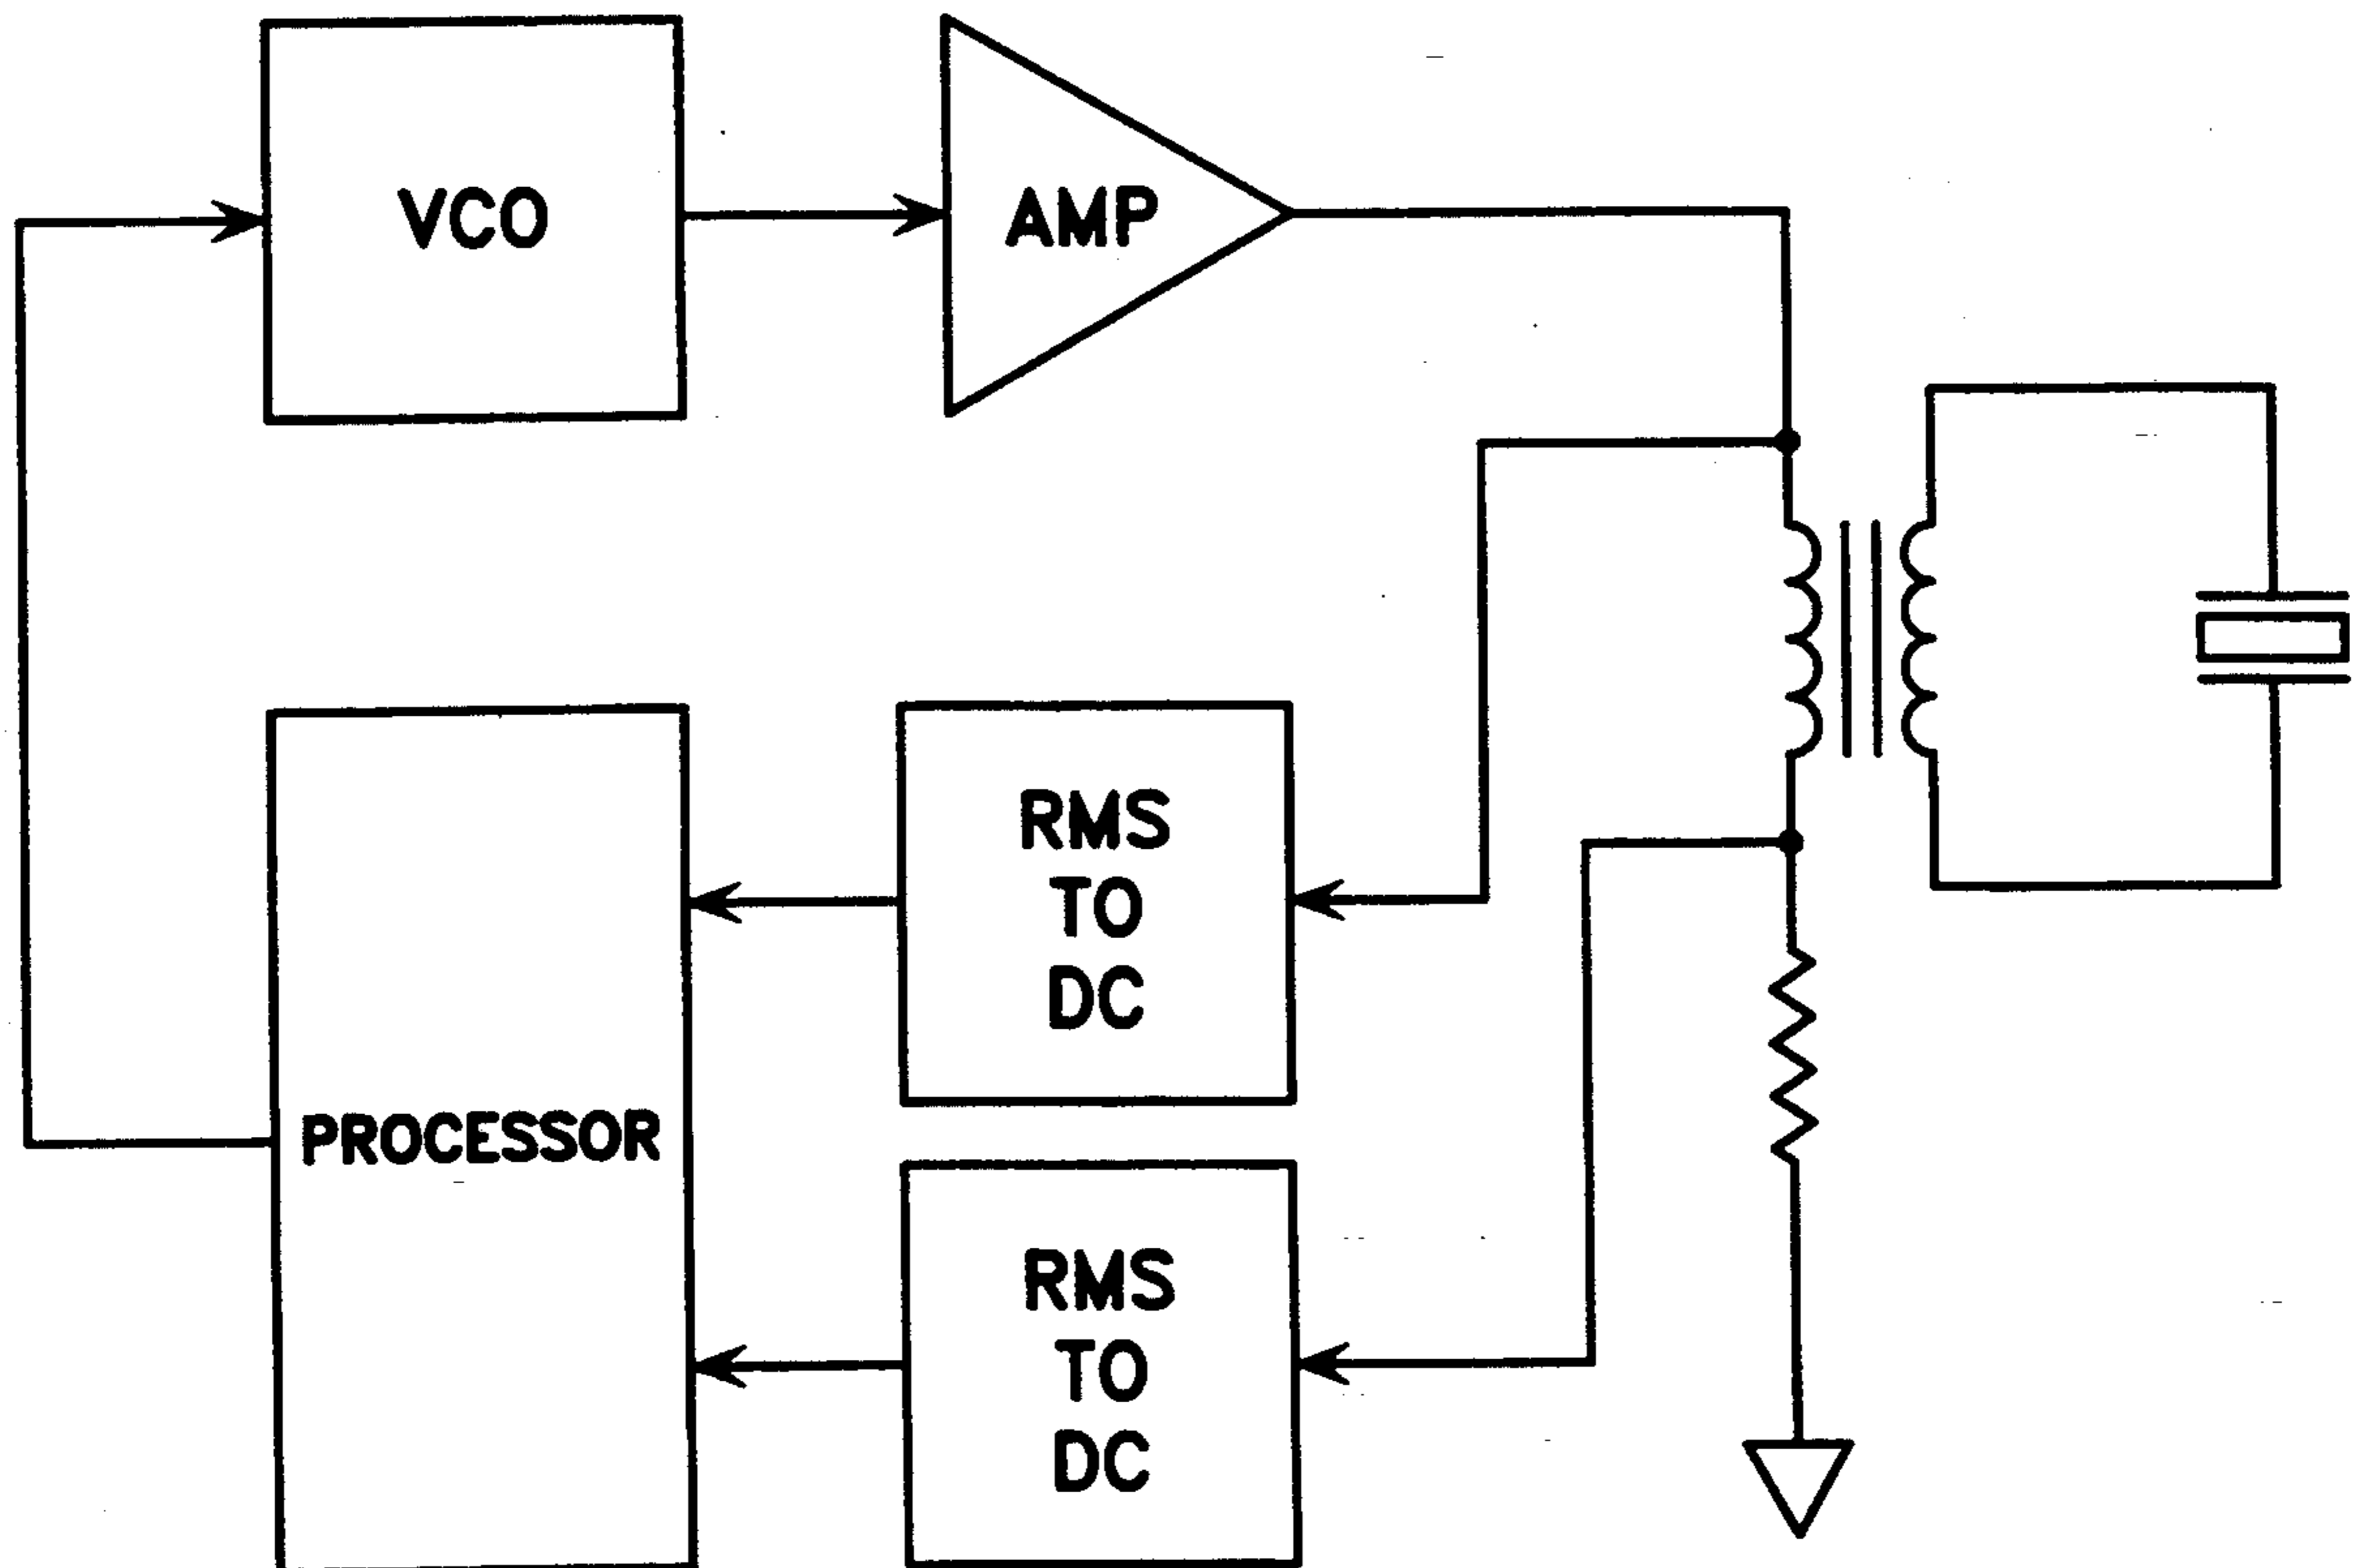 VCO
AMP
RMS
TO
DC
PROCESSOR
RMS
TO
DC